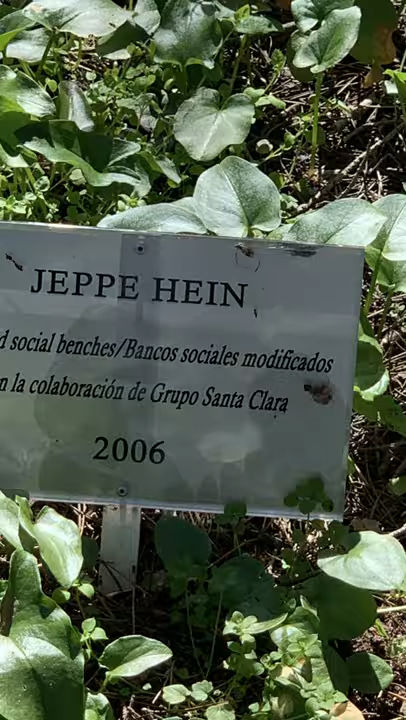 JEPPE HEIN
d social benches/Bancos sociales modificados
n la colaboración de Grupo Santa Clara
2006